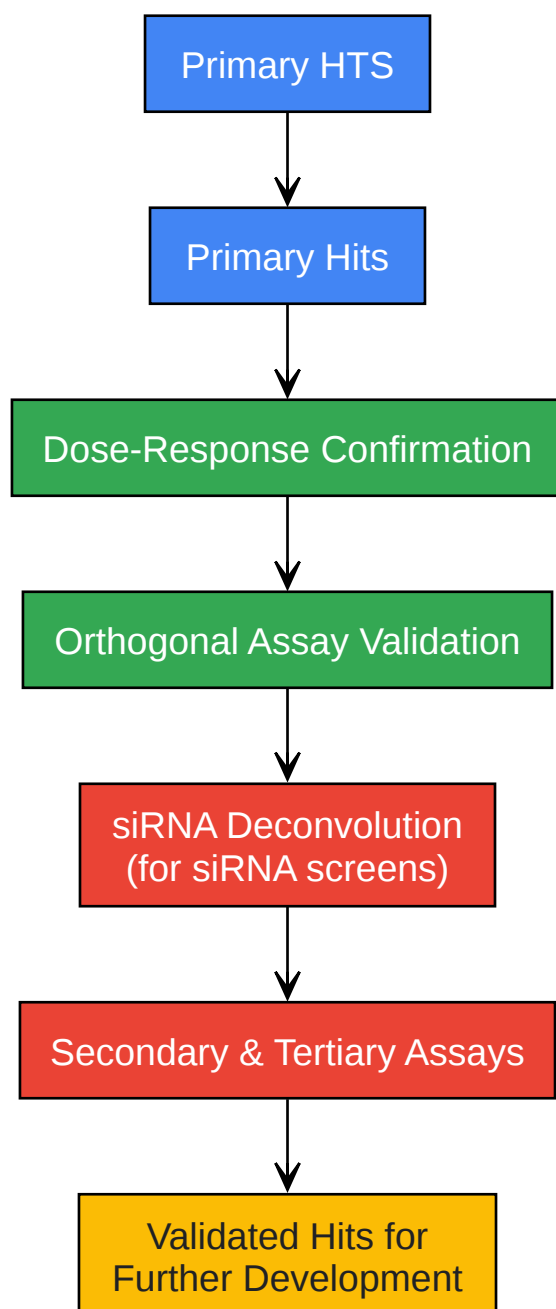 Primary HTS
Primary Hits
Dose-Response Confirmation
Orthogonal Assay Validation
siRNA Deconvolution
(for siRNA screens)
Secondary & Tertiary Assays
Validated Hits for
Further Development